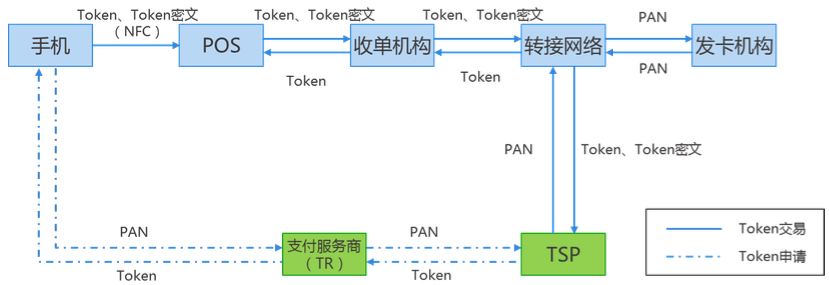 Token、Token密文
（NFC）
Token、Token密文
Token、Token密文
PAN
手机
POS
收单机构
转接网络
发卡机构
Token
Token
PAN
PAN
Token、Token密文
PAN
PAN
支付服务商
（TR）
TSP
Token
Token
Token交易
Token申请